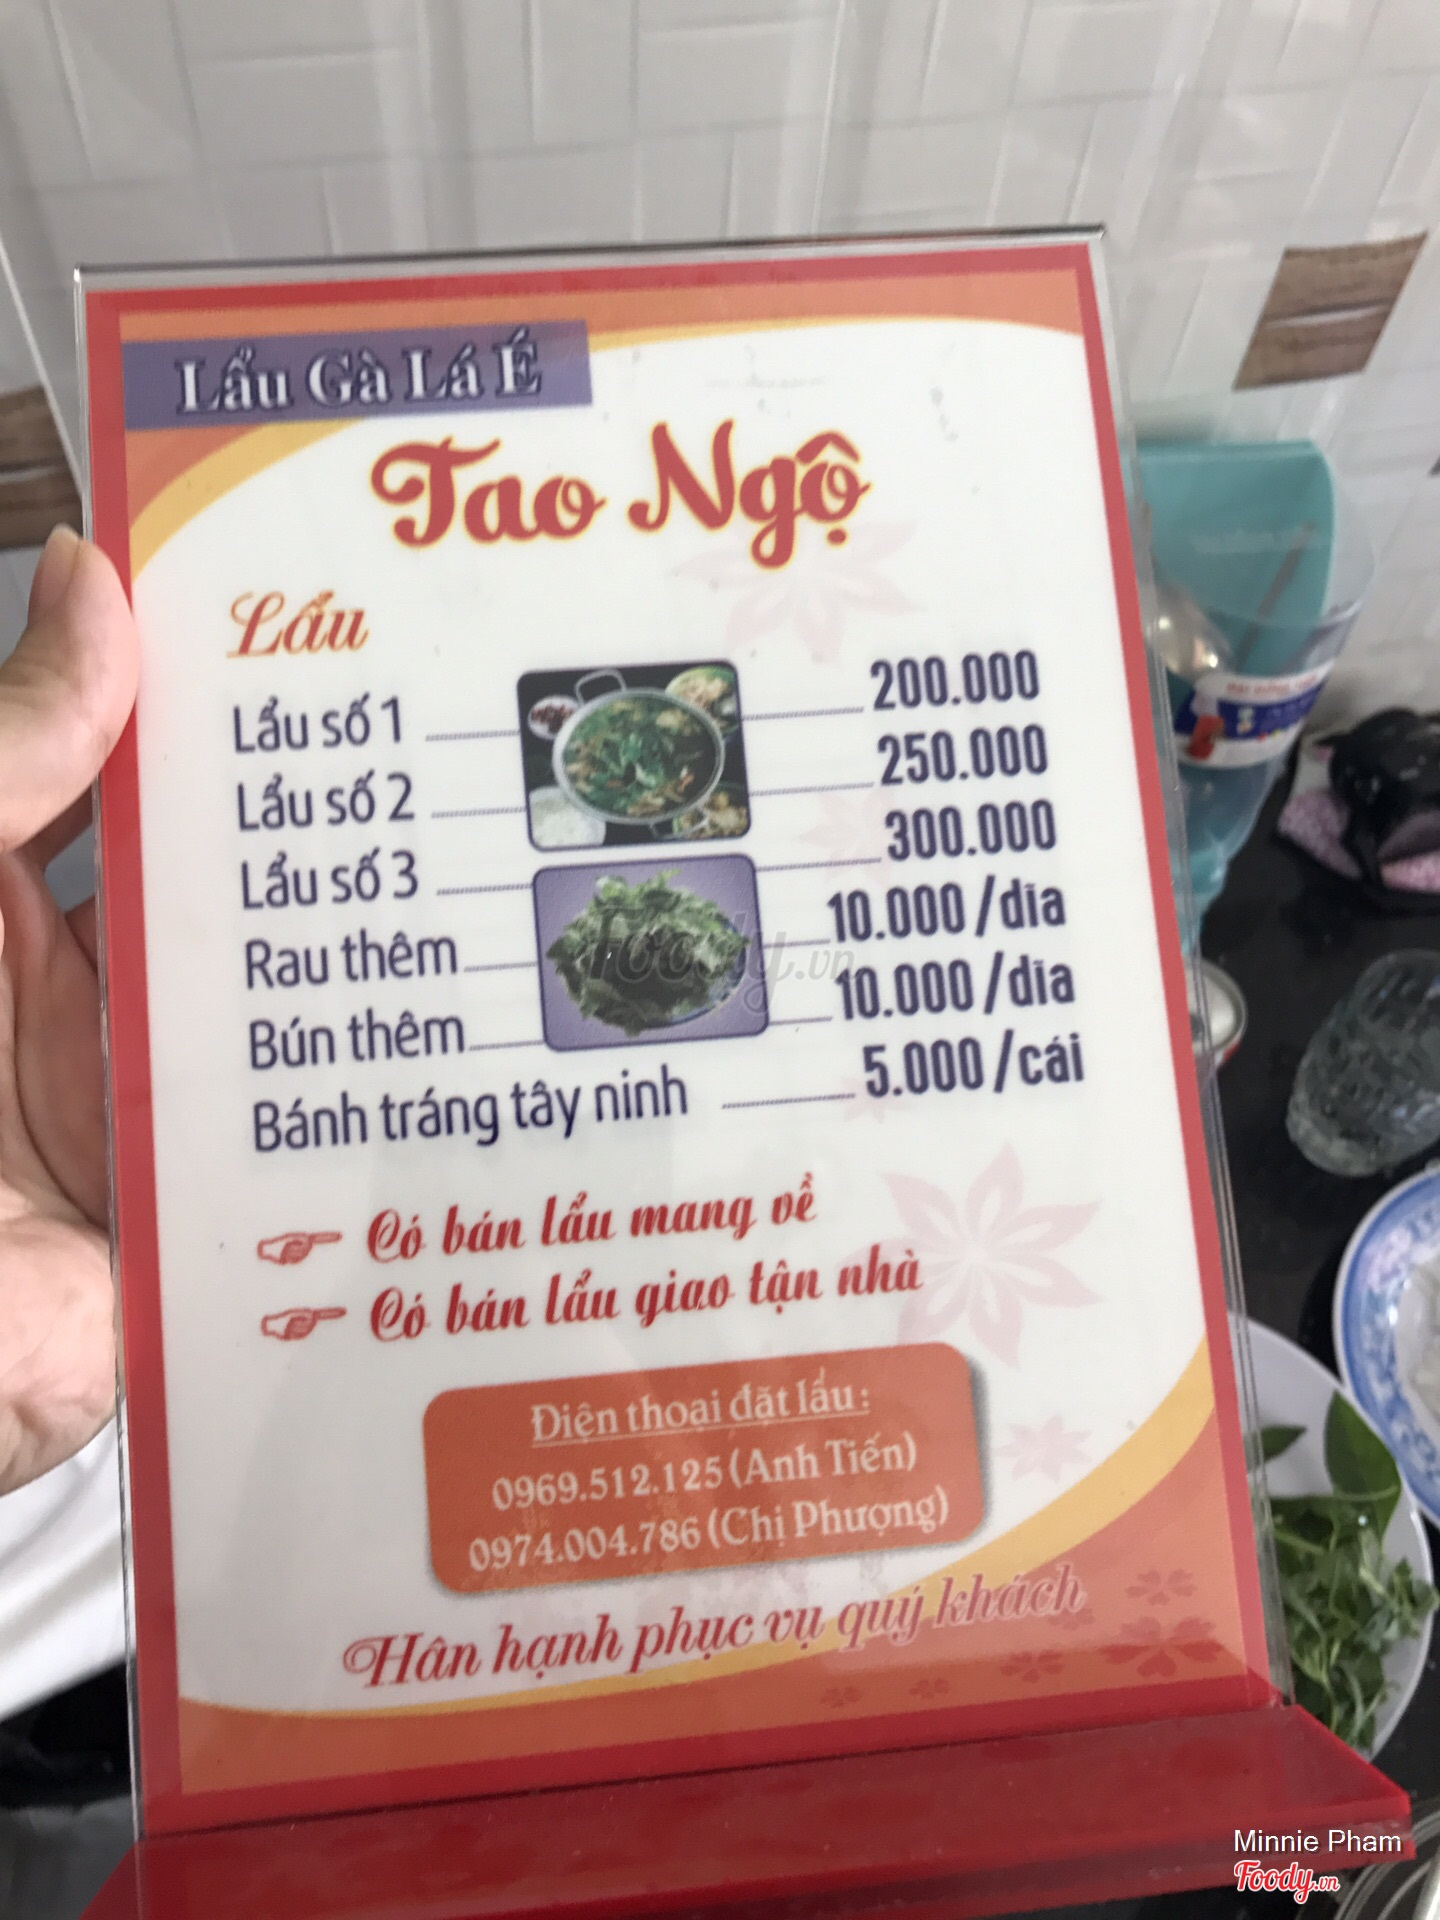 Lẩu Gà Lá É
Tao Ngộ
Lẩu
Lẩu số 1 200.000
Lẩu số 2 250.000
Lẩu số 3 300.000
Rau thêm 10.000/dĩa
Bún thêm 10.000/dĩa
Bánh tráng tây ninh 5.000/cái
Có bán lẩu mang về
Có bán lẩu giao tận nhà
Điện thoại đặt lẩu:
0969.512.125 (Anh Tiến)
0974.004.786 (Chị Phượng)
Hân hạnh phục vụ quý khách
Foody.vn
Minnie Pham
Foody.vn